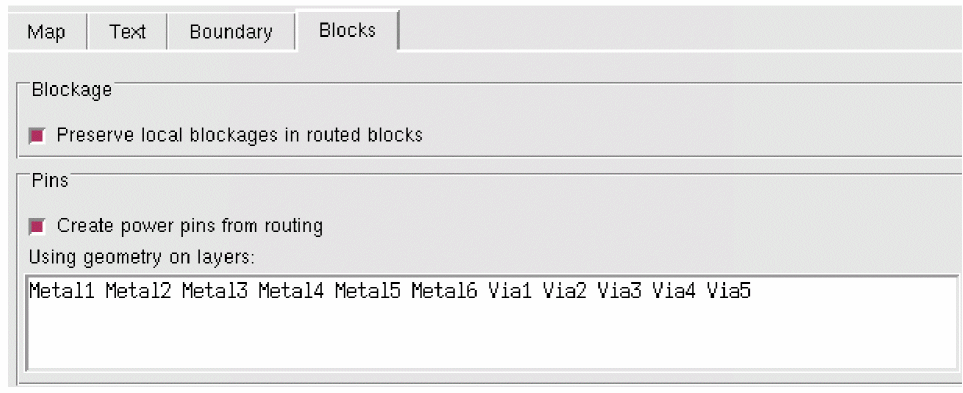 Map Text Boundary Blocks
Blockage
Preserve local blockages in routed blocks
Pins
Create power pins from routing
Using geometry on layers:
Metal1 Metal2 Metal3 Metal4 Metal5 Metal6 Via1 Via2 Via3 Via4 Via5